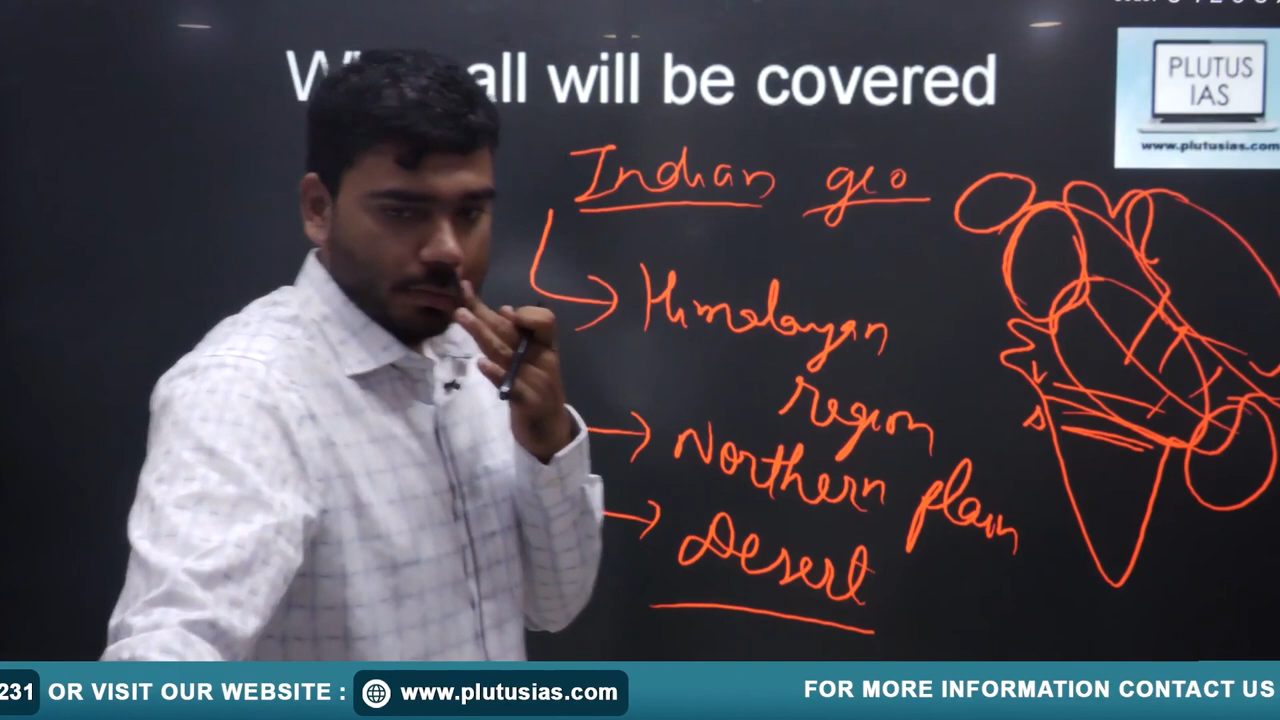 all will be covered
PLUTUS
IAS
www.plutusias.com
Indian geo
Himalayan
region
Northern plain
Desert
231 OR VISIT OUR WEBSITE : www.plutusias.com
FOR MORE INFORMATION CONTACT US